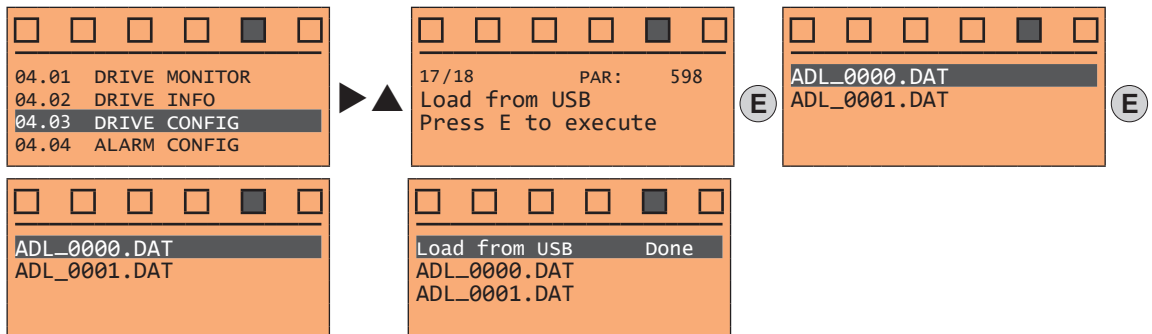 04.01 DRIVE MONITOR
04.02 DRIVE INFO
04.03 DRIVE CONFIG
04.04 ALARM CONFIG
17/18 PAR: 598
Load from USB
Press E to execute
E
ADL_0000.DAT
ADL_0001.DAT
E
ADL_0000.DAT
ADL_0001.DAT
Load from USB Done
ADL_0000.DAT
ADL_0001.DAT